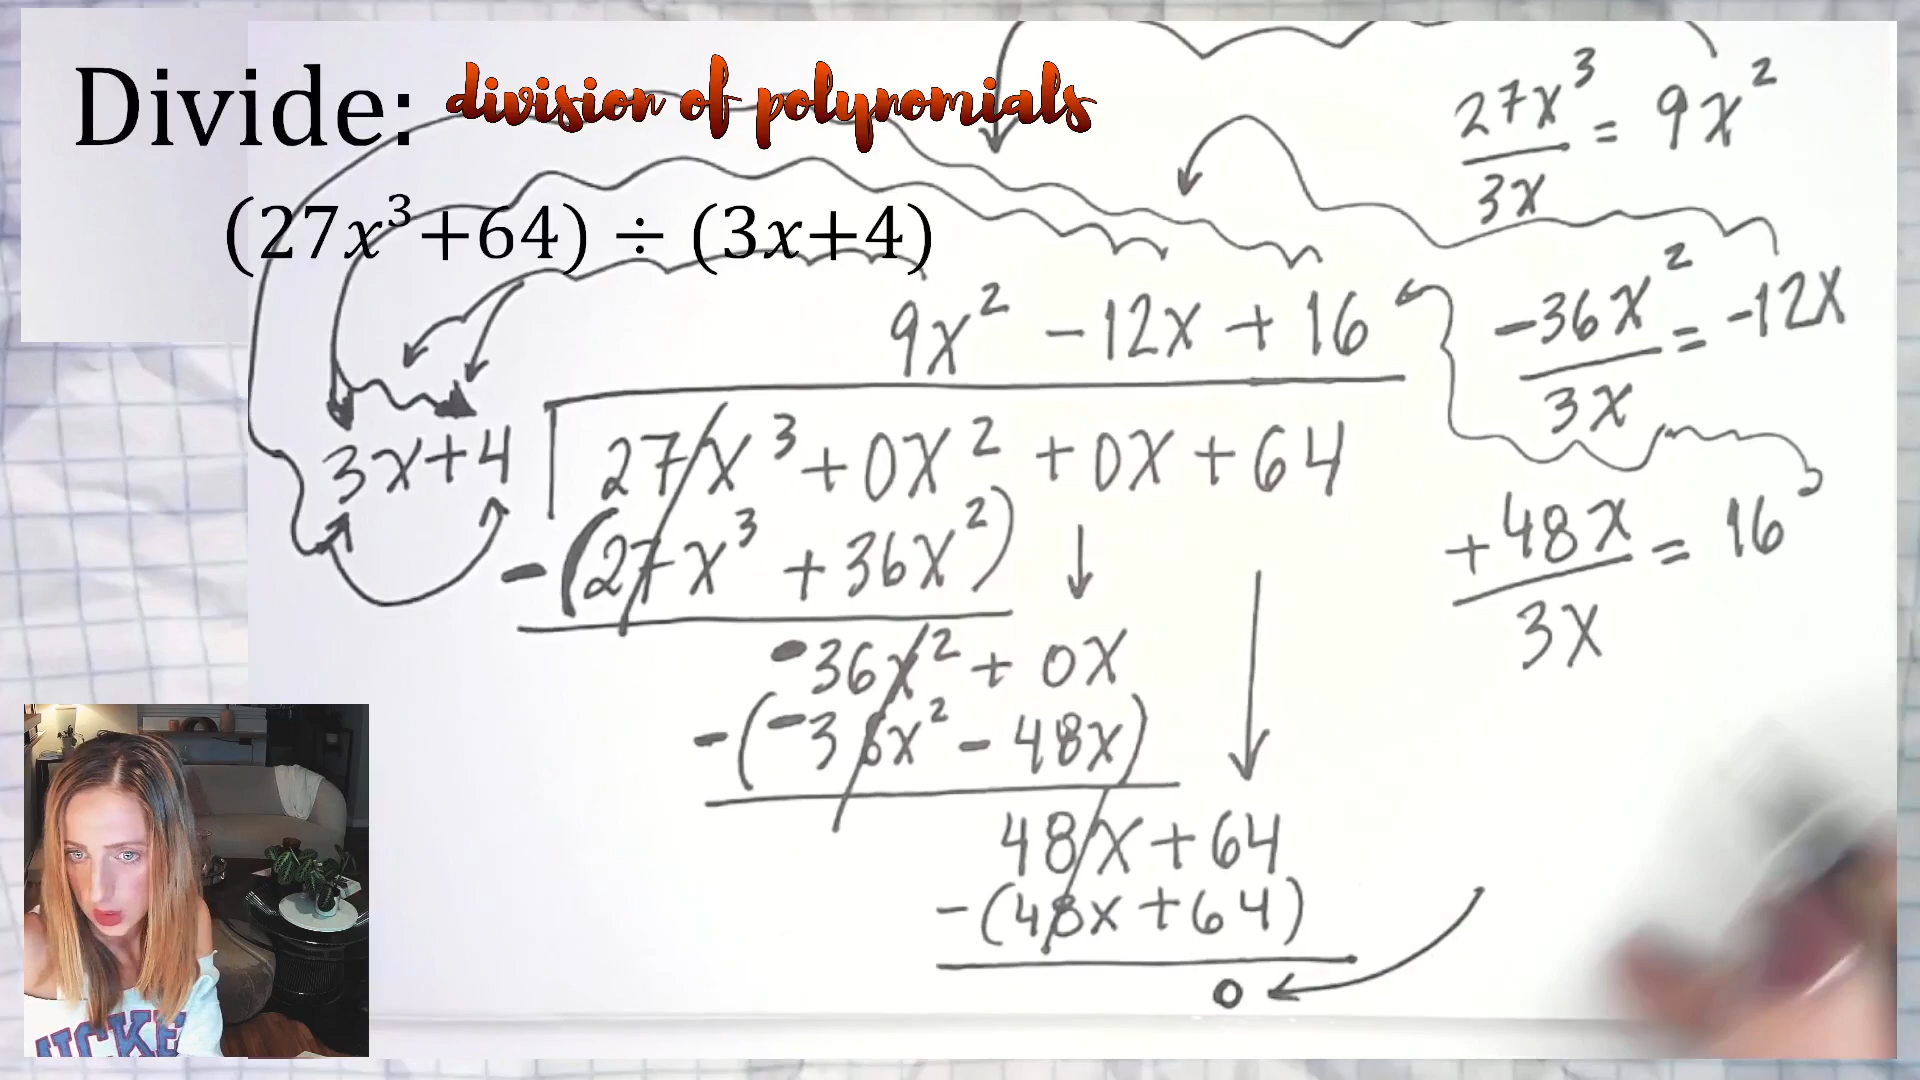 Divide: division of polynomials
(27x³+64) ÷ (3x+4)
27x³/3x = 9x²
-36x²/3x = -12x
+48x/3x = 16
9x² - 12x + 16
3x+4 27x³ + 0x² + 0x + 64
-(27x³ + 36x²)
-36x² + 0x
-(-36x² - 48x)
48x + 64
-(48x + 64)
0